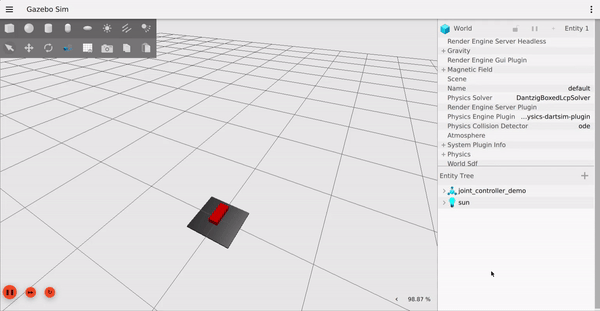 Gazebo Sim
World
Entity 1
Render Engine Server Headless
Gravity
Render Engine Gui Plugin
Magnetic Field
Scene
Name default
Physics Solver DantzigBoxedLcpSolver
Render Engine Server Plugin
Physics Engine Plugin ...ysics-dartsim-plugin
Physics Collision Detector ode
Atmosphere
System Plugin Info
Physics
World Sdf
Entity Tree
joint_controller_demo
sun
98.87 %